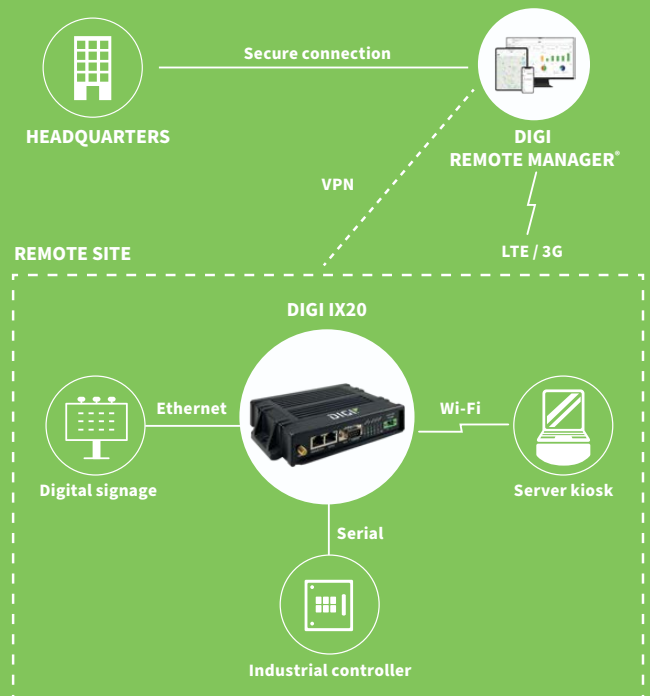 Secure connection
HEADQUARTERS
DIGI
REMOTE MANAGER®
VPN
LTE / 3G
REMOTE SITE
DIGI IX20
DIGI
Ethernet
Wi-Fi
Digital signage
Server kiosk
Serial
Industrial controller